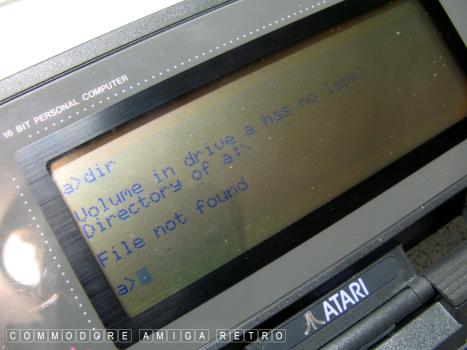 16 BIT PERSONAL COMPUTER
a>dir
Volume in drive a has no label
Directory of a:\
File not found
a>
ATARI
COMMODORE AMIGA RETRO